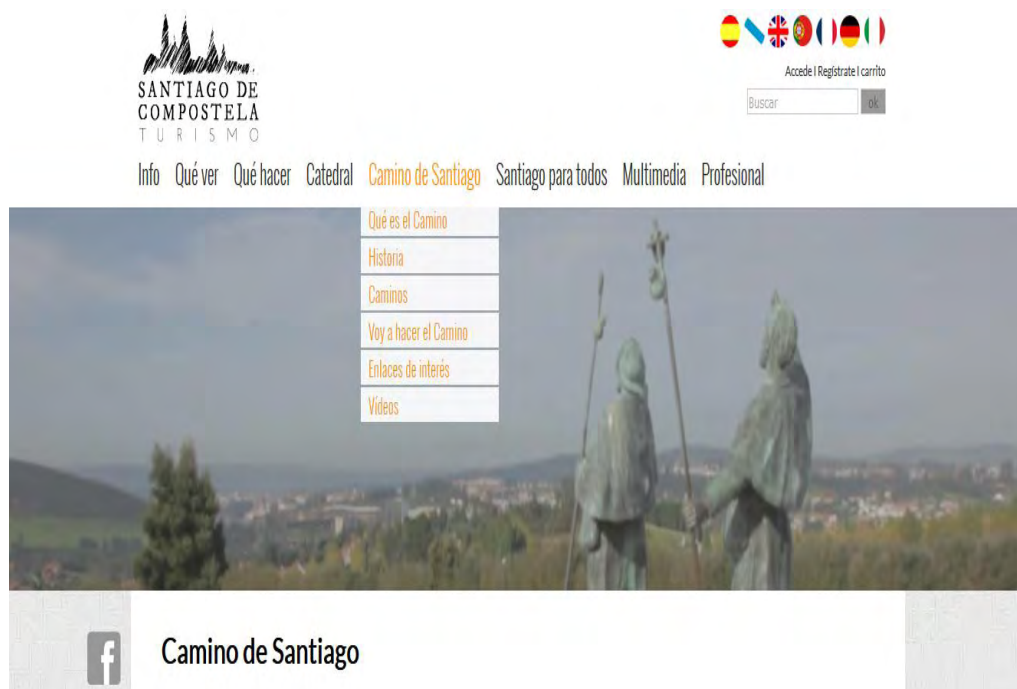 SANTIAGO DE
COMPOSTELA
TURISMO
Accede I Regístrate I carrito
Buscar ok
Info Qué ver Qué hacer Catedral Camino de Santiago Santiago para todos Multimedia Profesional
Qué es el Camino
Historia
Caminos
Voy a hacer el Camino
Enlaces de interés
Vídeos
f
Camino de Santiago